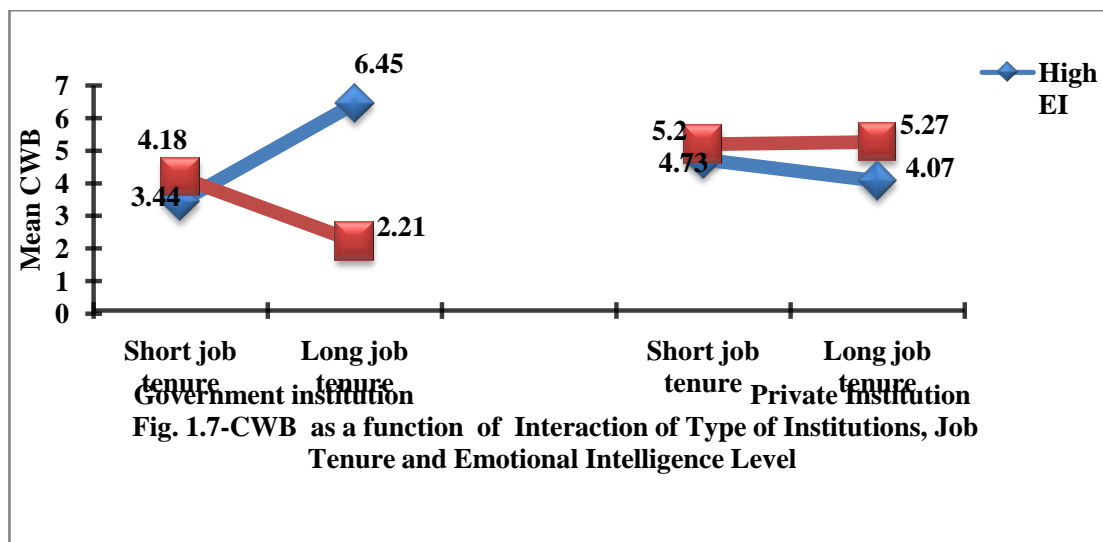 6.45
7
6
5
4
3
2
1
0
Mean CWB
4.18
3.44
2.21
5.2
4.73
5.27
4.07
High
EI
Short job
tenure
Long job
tenure
Short job
tenure
Long job
tenure
Government institution
Private Institution
Fig. 1.7-CWB as a function of Interaction of Type of Institutions, Job
Tenure and Emotional Intelligence Level